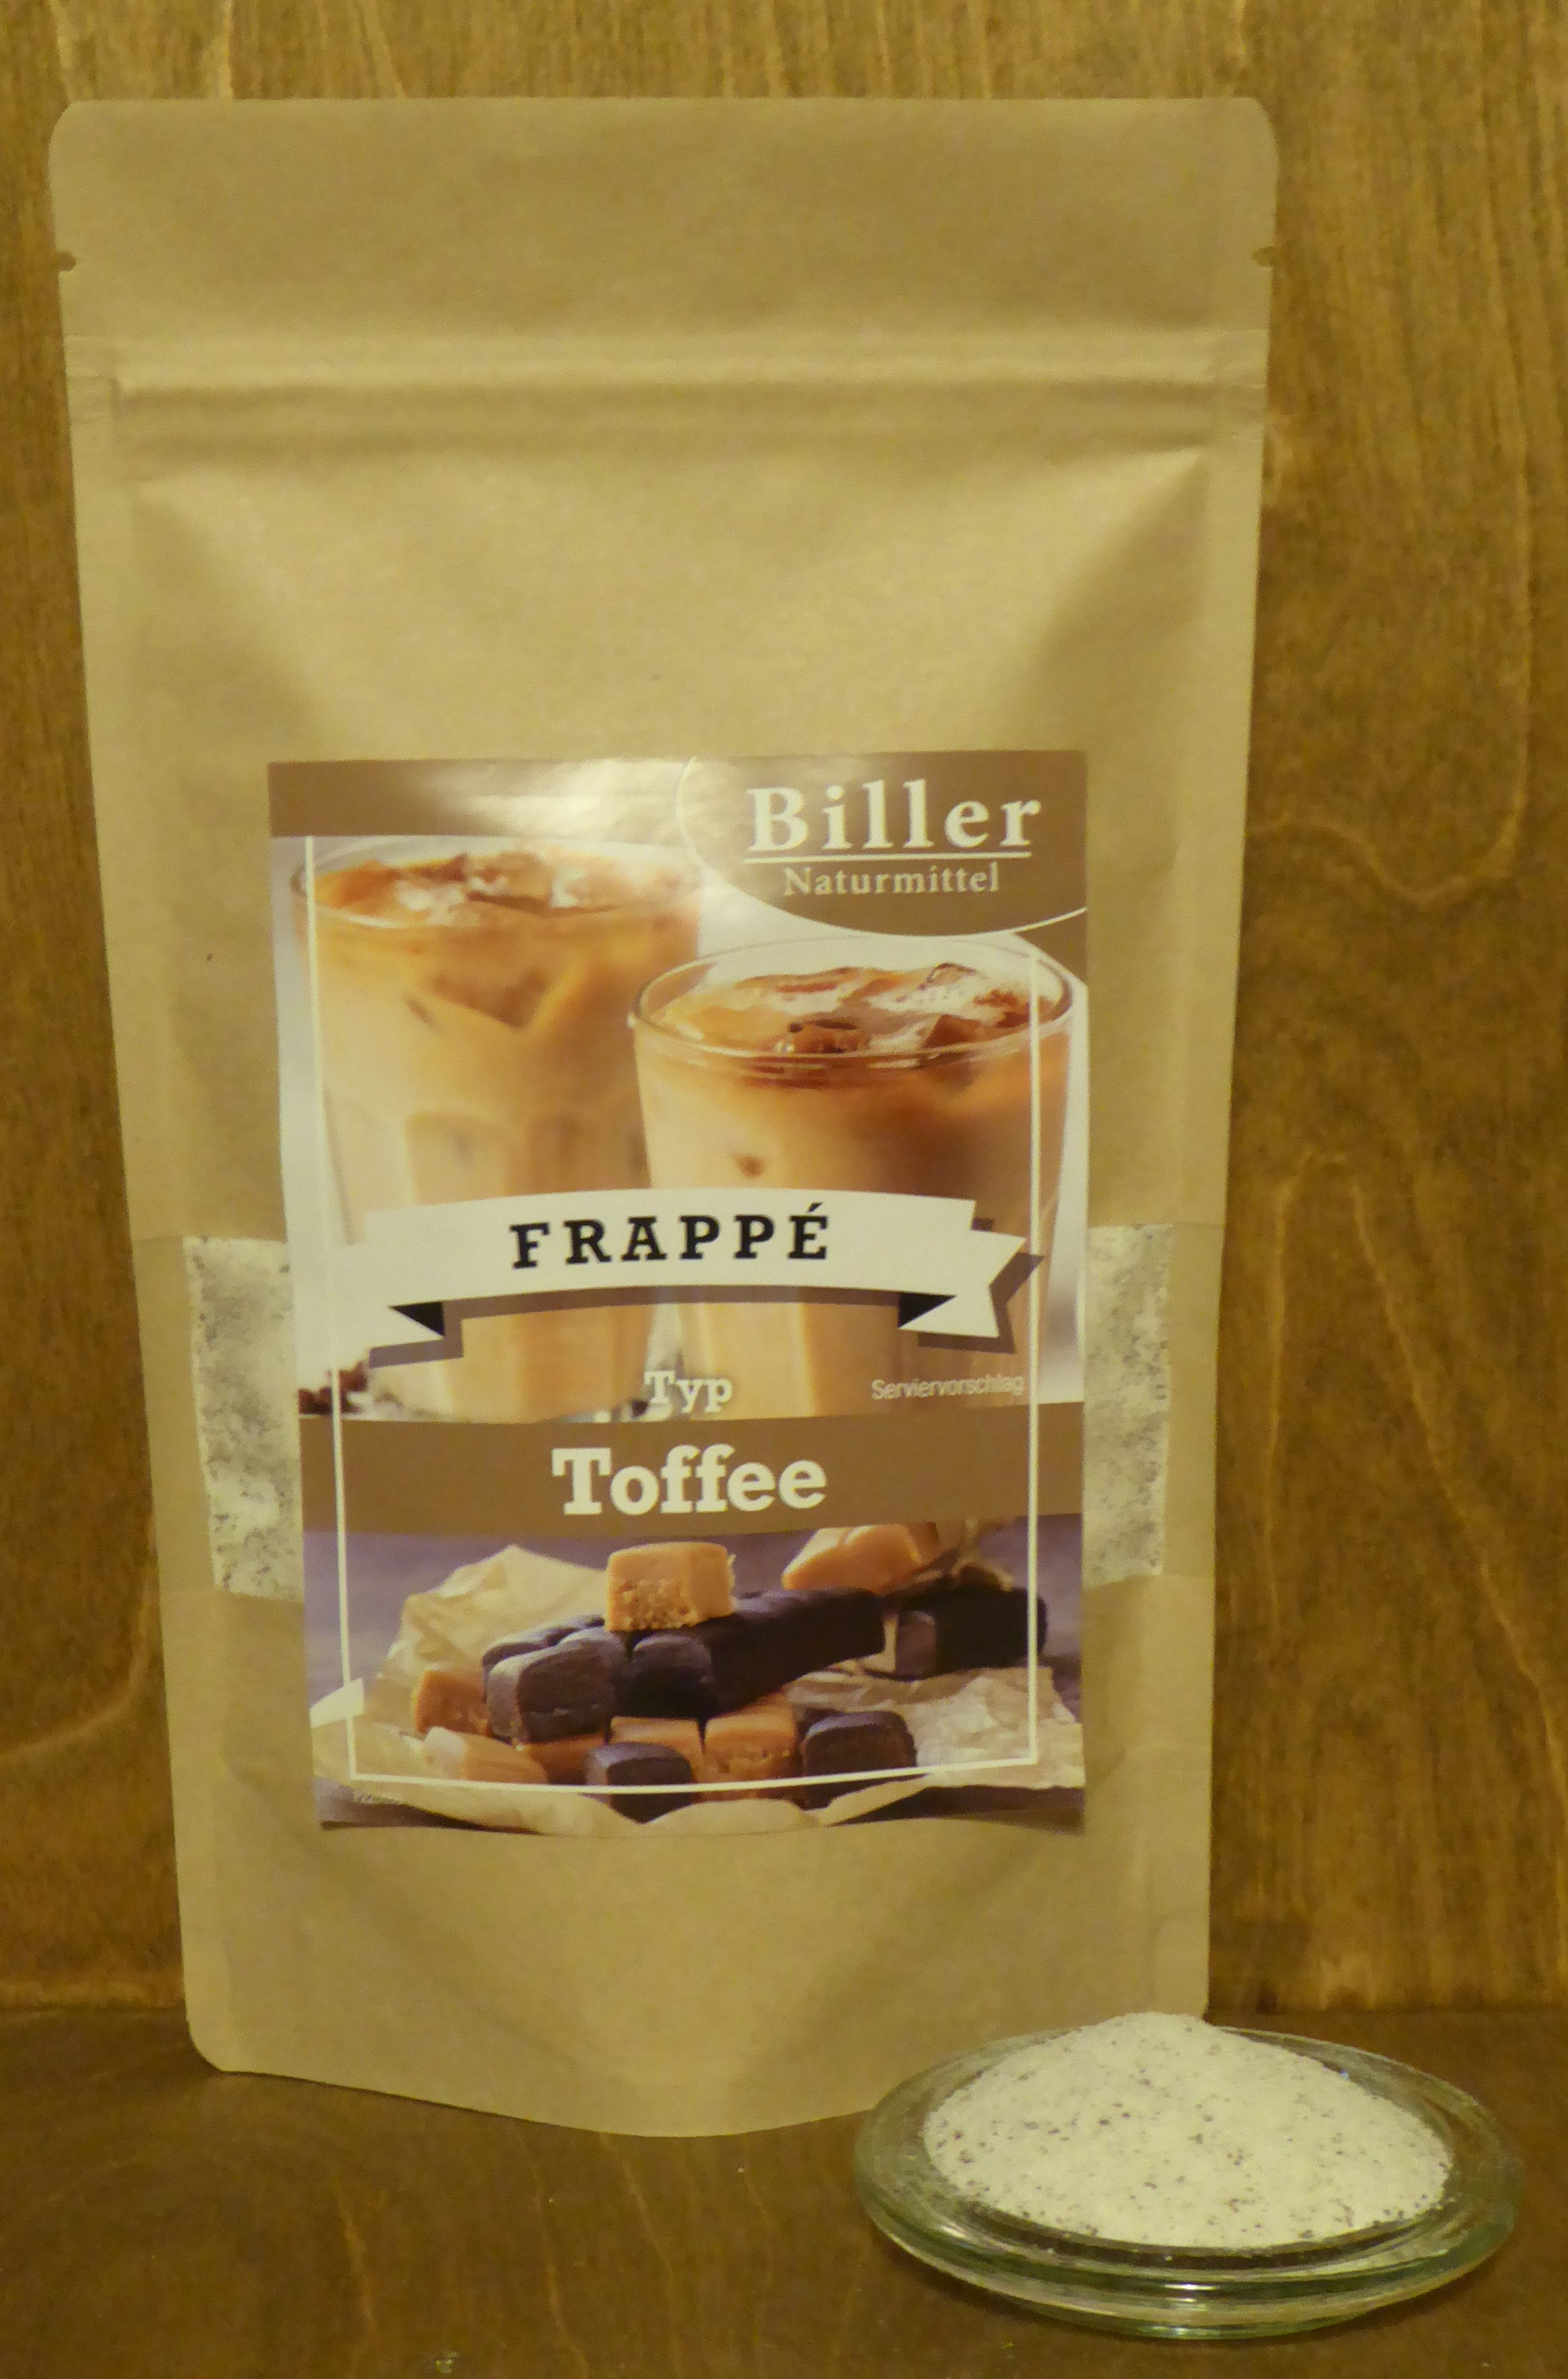 Biller
Naturmittel
FRAPPÉ
Typ
Serviervorschlag
Toffee